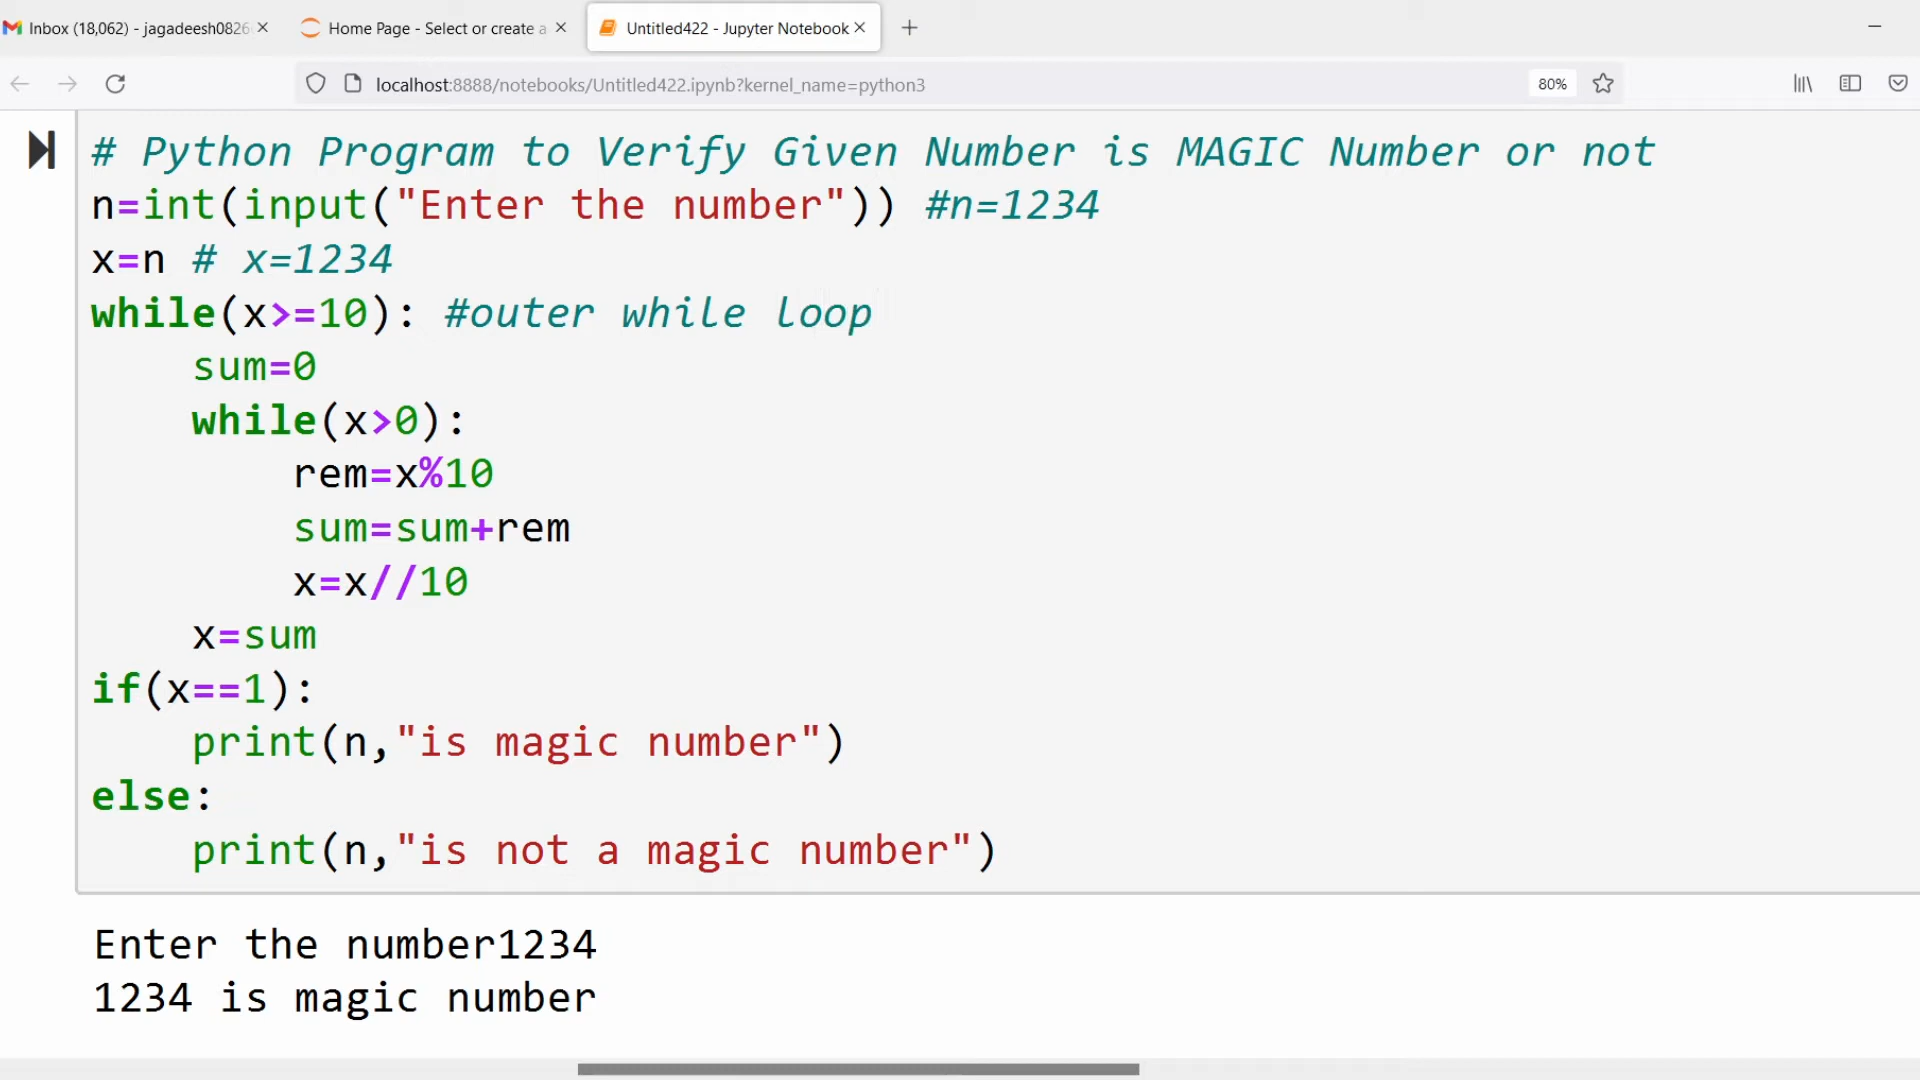 Inbox (18,062) - jagadeesh0826
Home Page - Select or create a
Untitled422 - Jupyter Notebook
localhost:8888/notebooks/Untitled422.ipynb?kernel_name=python3
80%
# Python Program to Verify Given Number is MAGIC Number or not
n=int(input("Enter the number")) #n=1234
x=n # x=1234
while(x>=10): #outer while loop
    sum=0
    while(x>0):
        rem=x%10
        sum=sum+rem
        x=x//10
    x=sum
if(x==1):
    print(n,"is magic number")
else:
    print(n,"is not a magic number")
Enter the number1234
1234 is magic number